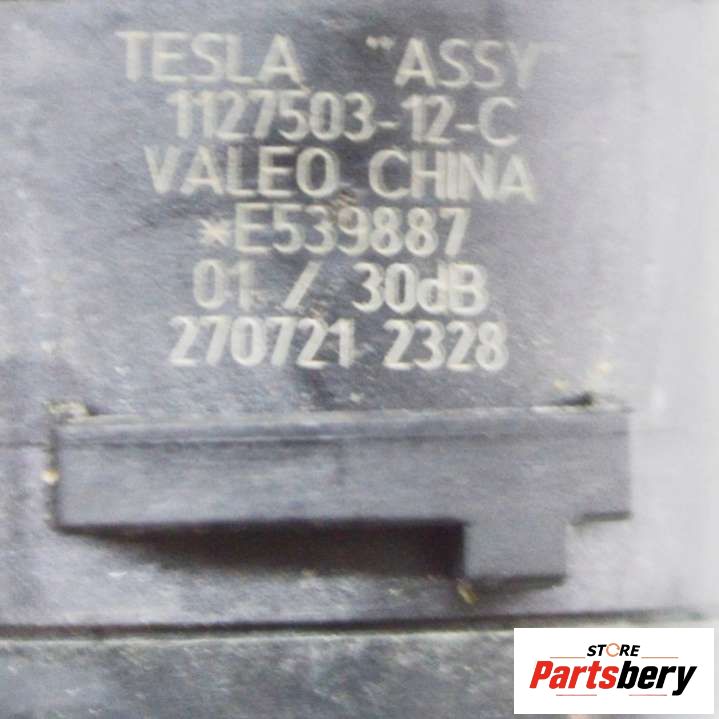 TESLA "ASSY"
1127503-12-C
VALEO CHINA
*E539887
01 / 30dB
270721 2328
STORE
Partsbery